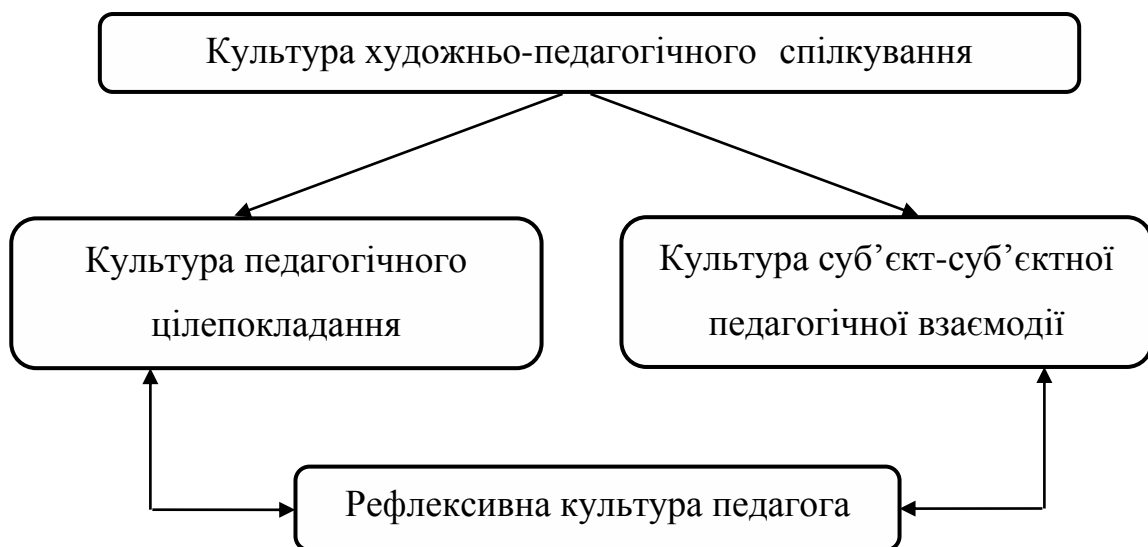 Культура художньо-педагогічного спілкування
Культура педагогічного
цілепокладання
Культура суб’єкт-суб’єктної
педагогічної взаємодії
Рефлексивна культура педагога